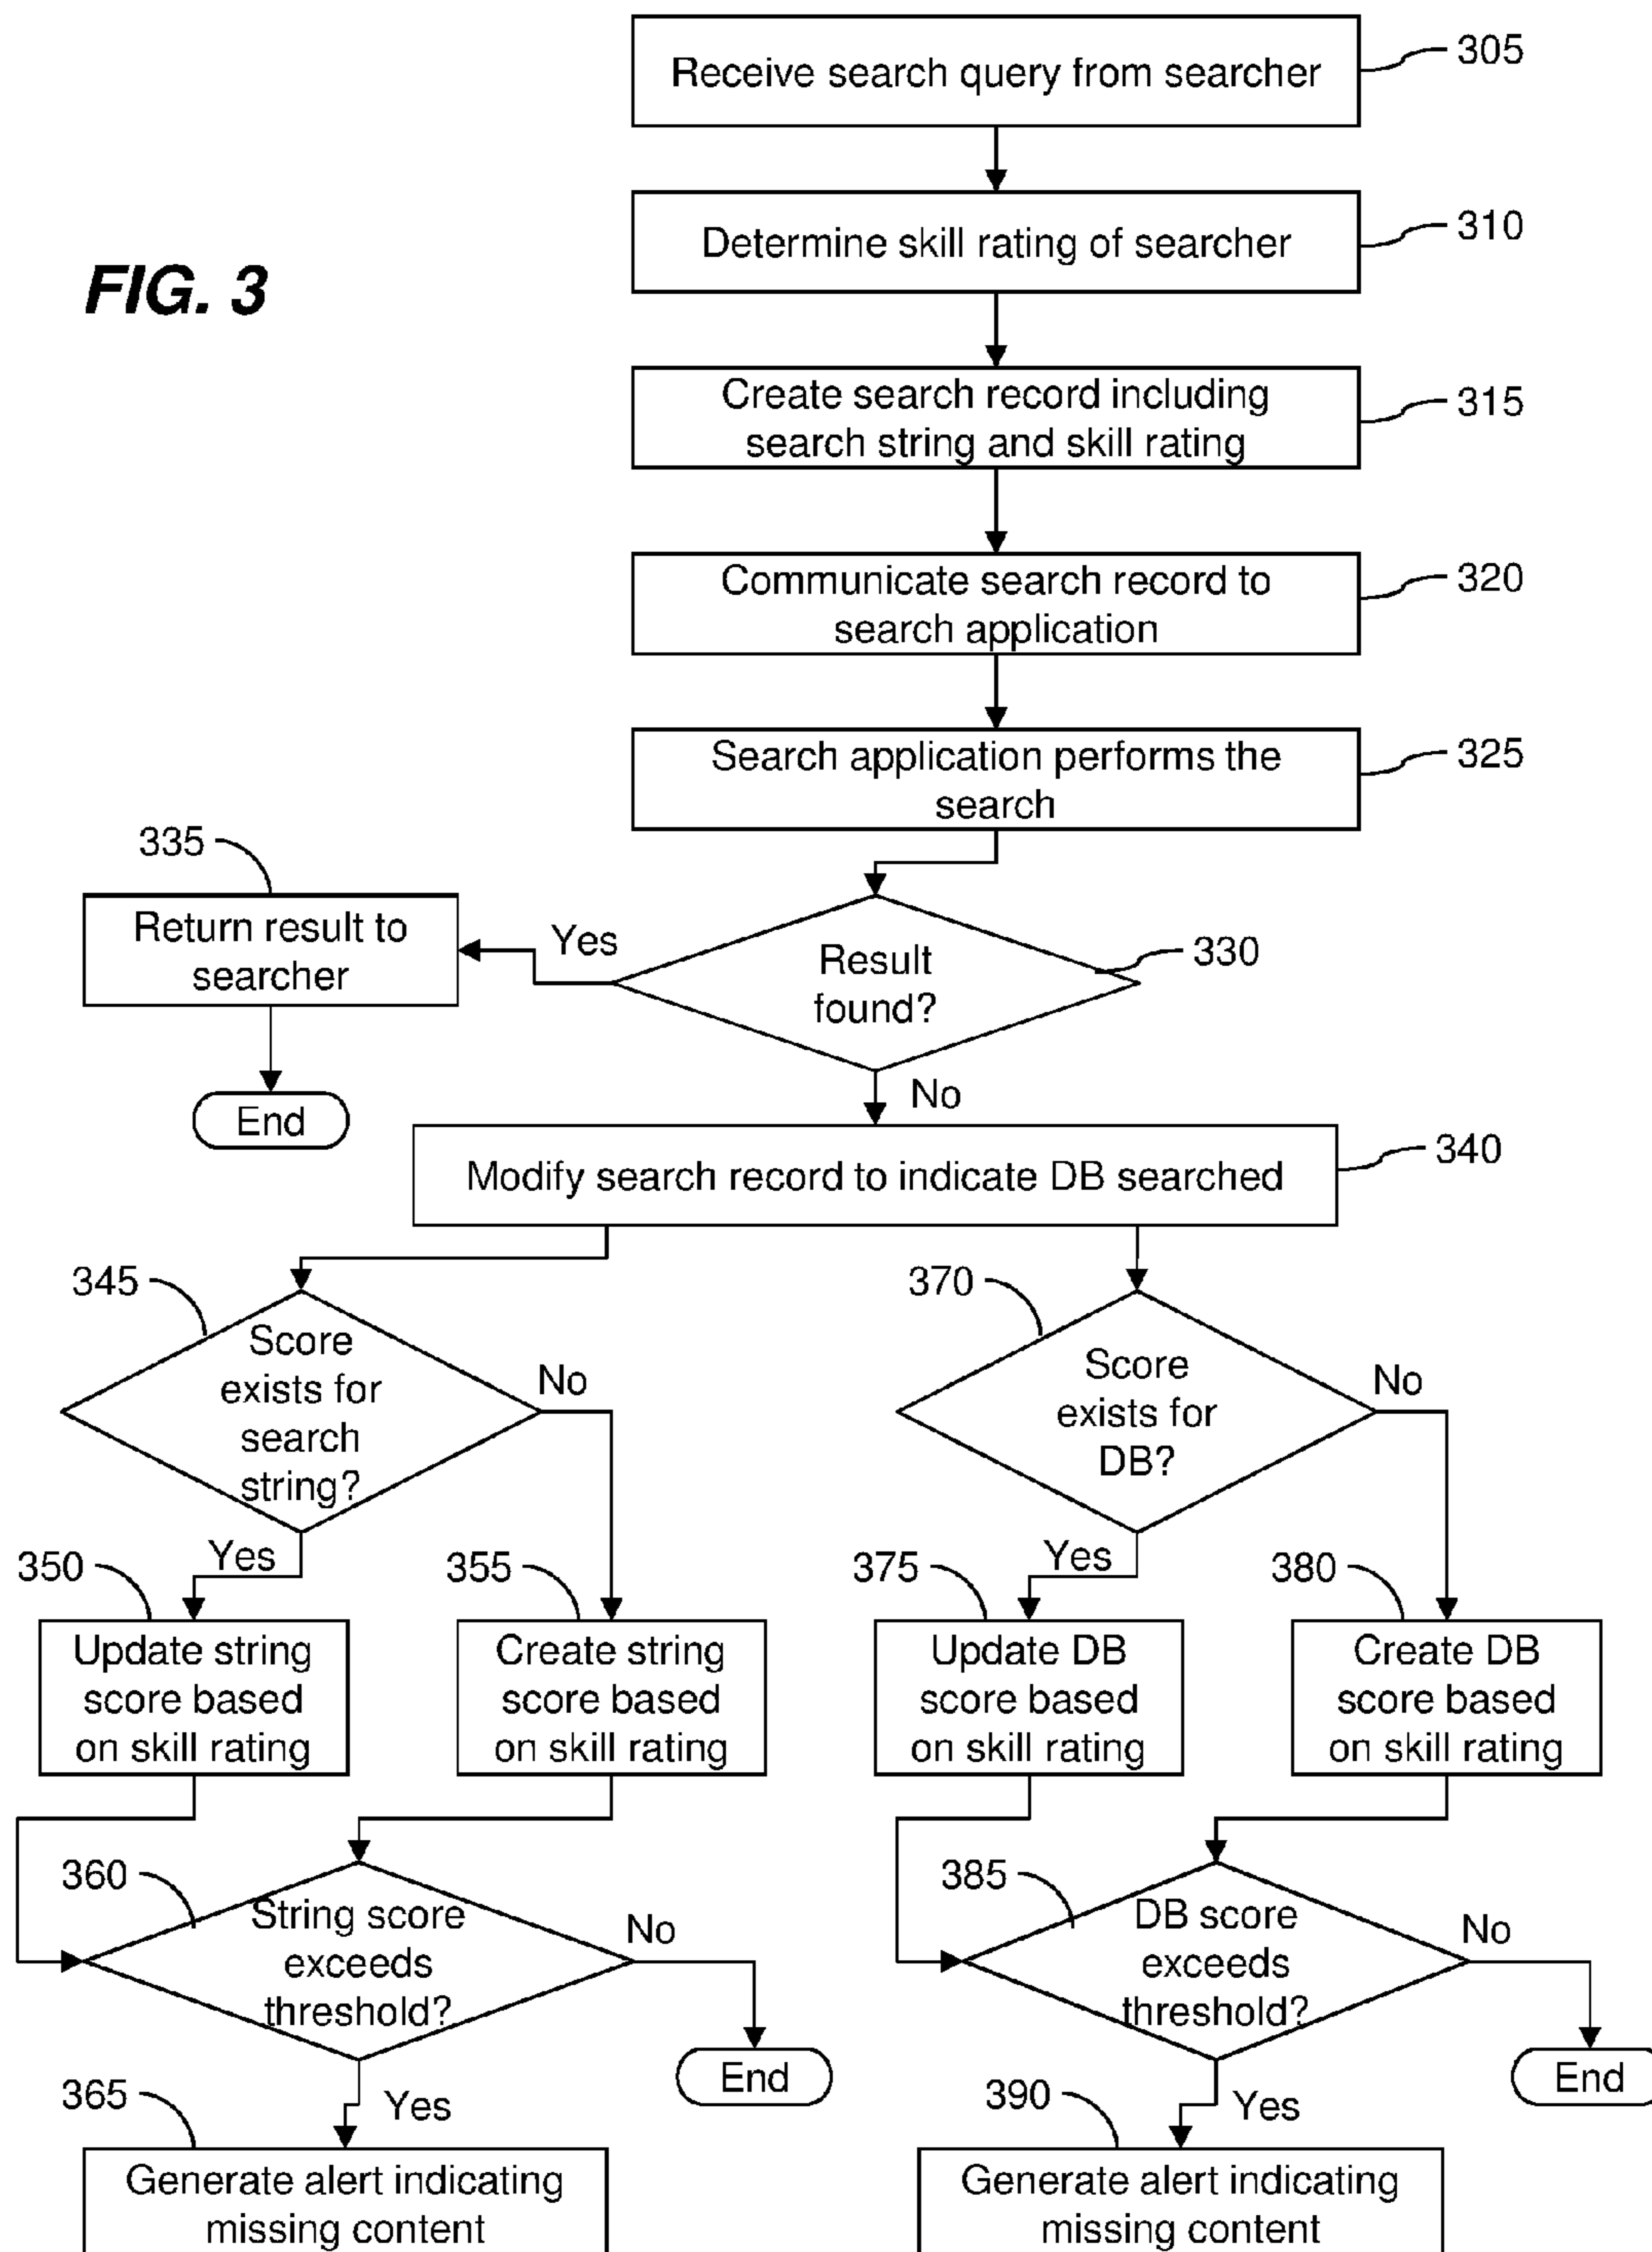 Receive search query from searcher
305
Determine skill rating of searcher
310
FIG. 3
Create search record including
search string and skill rating
315
Communicate search record to
search application
320
Search application performs the
search
325
335
Return result to
searcher
Yes
Result
found?
330
End
No
Modify search record to indicate DB searched
340
345
Score
exists for
search
string?
No
370
Score
exists for
DB?
No
350
Yes
355
375
Yes
380
Update string
score based
on skill rating
Create string
score based
on skill rating
Update DB
score based
on skill rating
Create DB
score based
on skill rating
360
String score
exceeds
threshold?
No
385
DB score
exceeds
threshold?
No
End
End
365
Yes
390
Yes
Generate alert indicating
missing content
Generate alert indicating
missing content